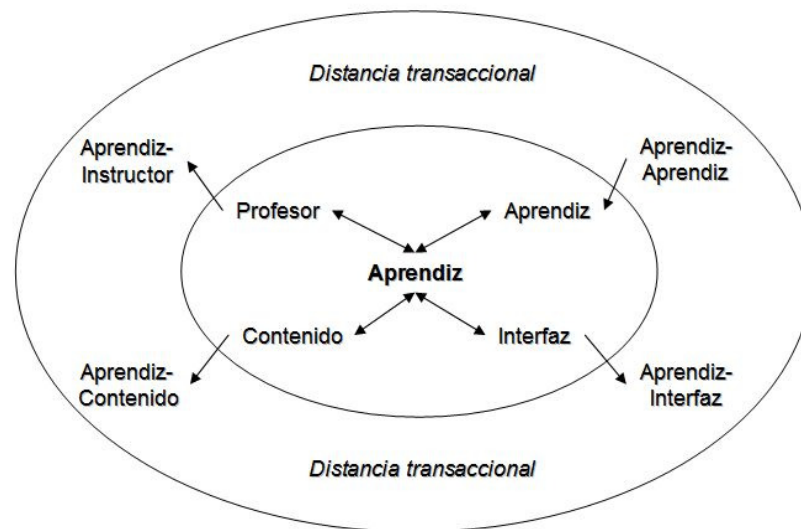 Distancia transaccional
Aprendiz-
Instructor
Aprendiz-
Aprendiz
Profesor
Aprendiz
Aprendiz
Contenido
Interfaz
Aprendiz-
Contenido
Aprendiz-
Interfaz
Distancia transaccional